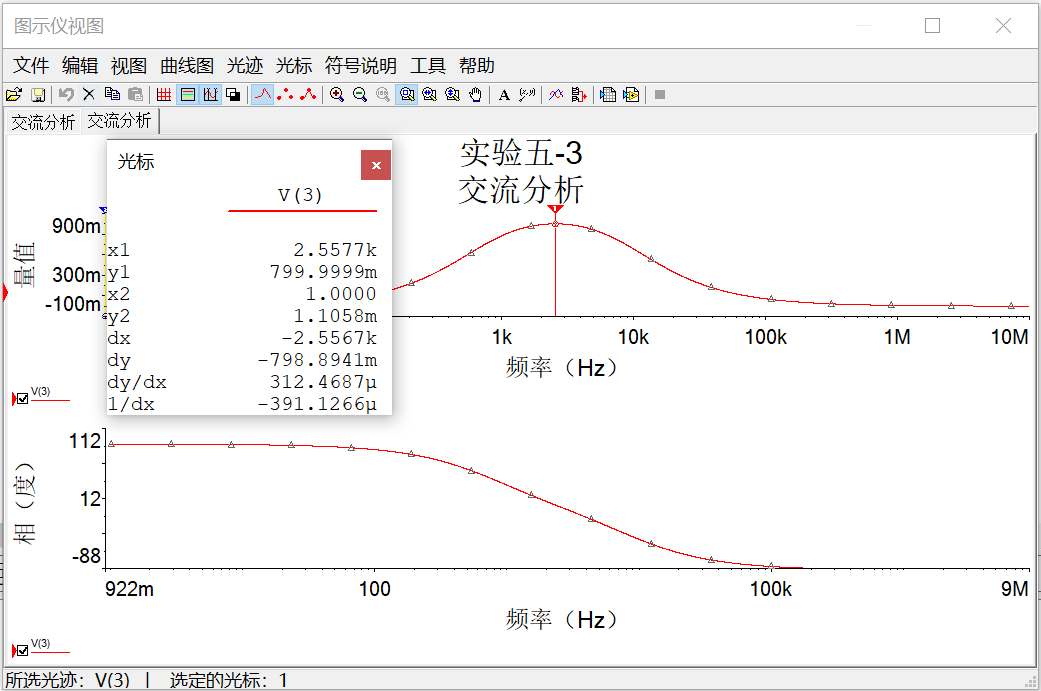 图示仪视图
文件 编辑 视图 曲线图 光迹 光标 符号说明 工具 帮助
交流分析 交流分析
实验五-3
交流分析
光标
V(3)
x1 2.5577k
y1 799.9999m
x2 1.0000
y2 1.1058m
dx -2.5567k
dy -798.8941m
dy/dx 312.4687μ
1/dx -391.1266μ
量值
900m
300m
-100m
1k 10k 100k 1M 10M
频率（Hz）
V(3)
相（度）
112
12
-88
922m 100 100k 9M
频率（Hz）
V(3)
所选光迹：V(3) | 选定的光标：1